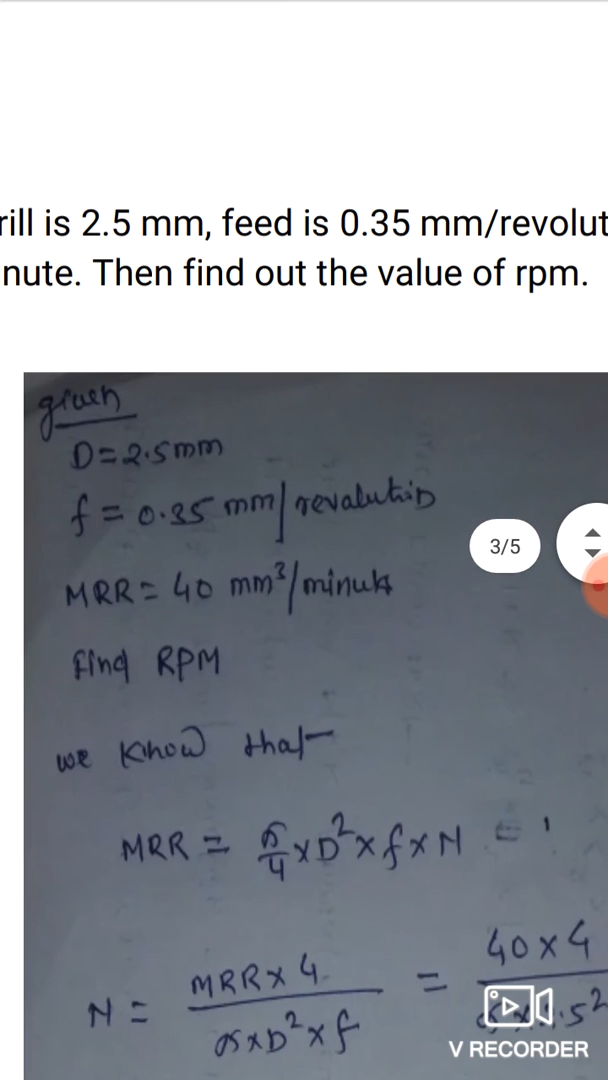 rill is 2.5 mm, feed is 0.35 mm/revolut
nute. Then find out the value of rpm.
given
D=2.5mm
f = 0.35 mm/revalution
3/5
MRR = 40 mm³/minute
find RPM
we know that
MRR = π/4 x D² x f x N =
N = MRR x 4 / π x D² x f = 40 x 4 / .5²
V RECORDER